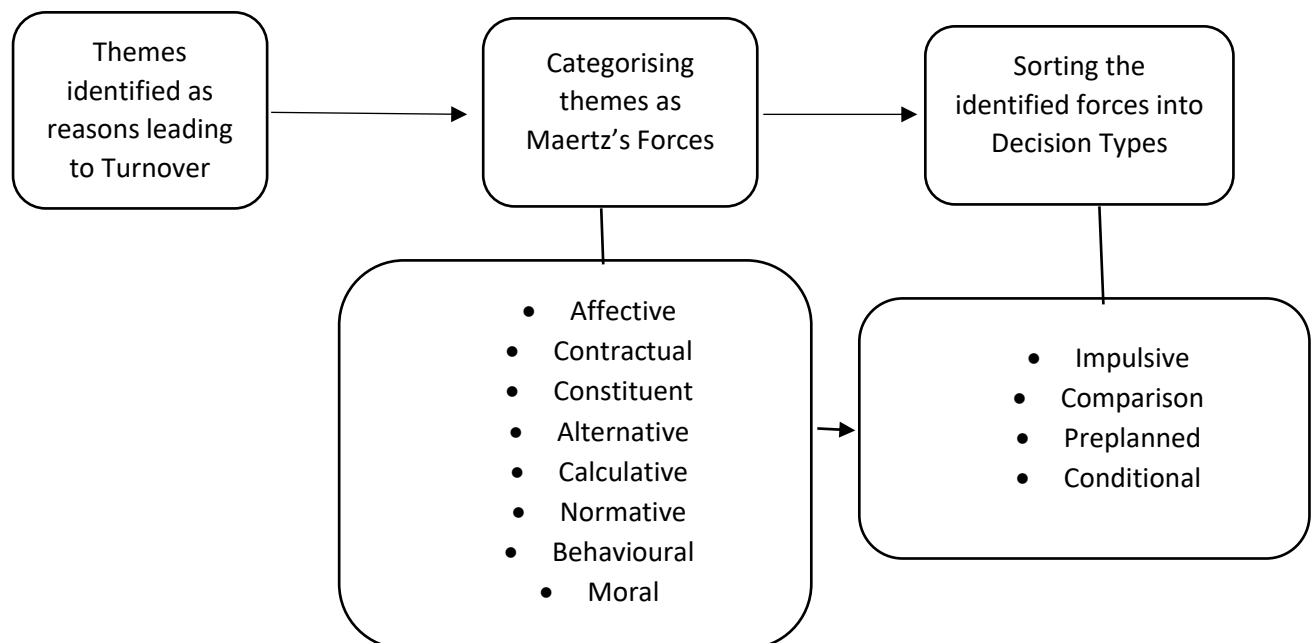 Themes
identified as
reasons leading
to Turnover
Categorising
themes as
Maertz’s Forces
Sorting the
identified forces into
Decision Types
• Affective
• Contractual
• Constituent
• Alternative
• Calculative
• Normative
• Behavioural
• Moral
• Impulsive
• Comparison
• Preplanned
• Conditional